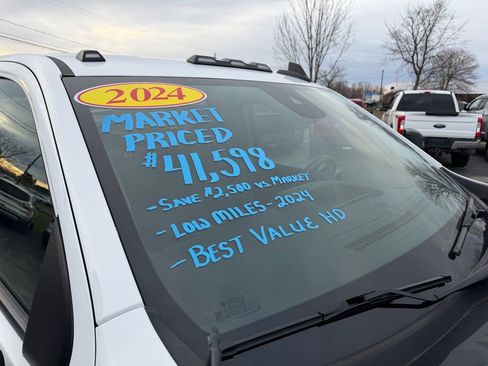 2024
MARKET
PRICED
$41,598
- SAVE $2,500 VS. MARKET
- LOW MILES - 2024
- BEST VALUE HD